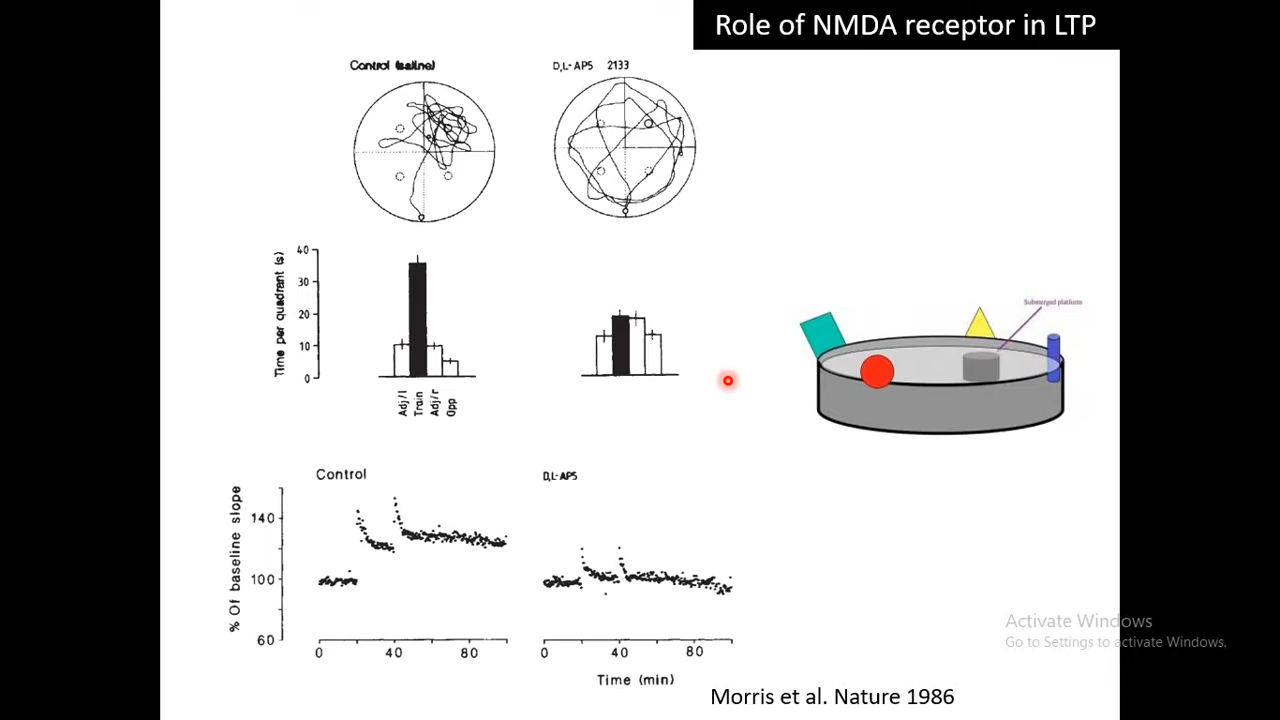 Role of NMDA receptor in LTP
Control (saline)
D,L-AP5 2133
Time per quadrant (s)
40
30
20
10
0
Adj/l
Train
Adj/r
Opp
Submerged platform
Control
D,L-AP5
% Of baseline slope
140
100
60
0 40 80
0 40 80
Time (min)
Activate Windows
Go to Settings to activate Windows.
Morris et al. Nature 1986